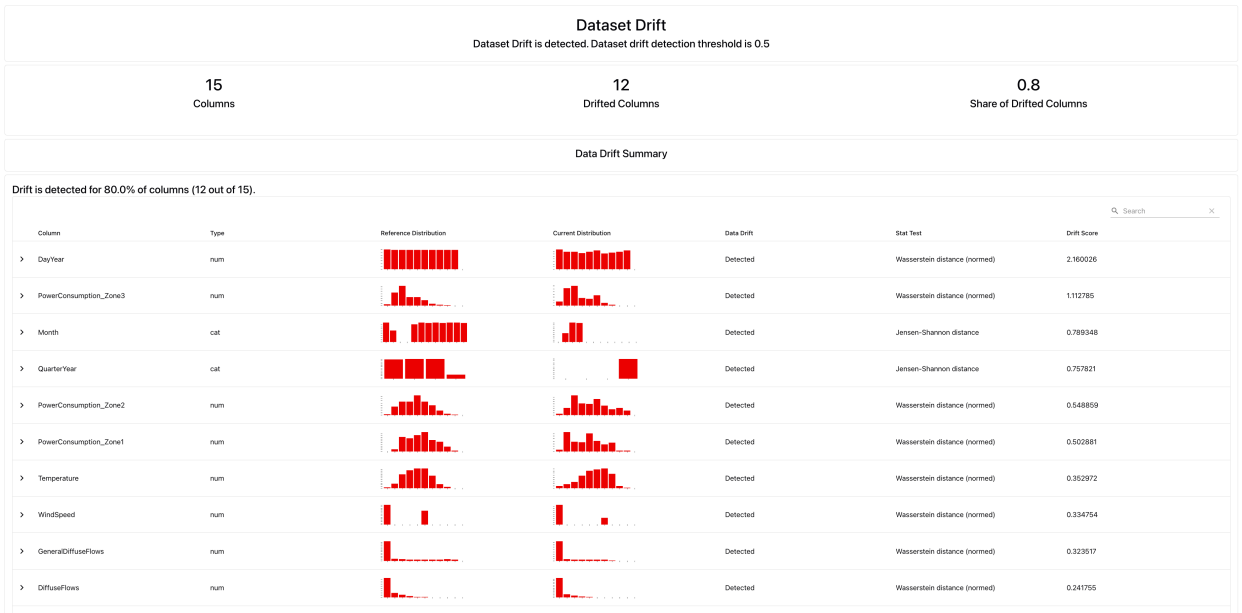 Dataset Drift
Dataset Drift is detected. Dataset drift detection threshold is 0.5
15 12 0.8
Columns Drifted Columns Share of Drifted Columns
Data Drift Summary
Drift is detected for 80.0% of columns (12 out of 15).
Search
Column Type Reference Distribution Current Distribution Data Drift Stat Test Drift Score
DayYear num Detected Wasserstein distance (normed) 2.160026
PowerConsumption_Zone3 num Detected Wasserstein distance (normed) 1.112785
Month cat Detected Jensen-Shannon distance 0.789348
QuarterYear cat Detected Jensen-Shannon distance 0.757821
PowerConsumption_Zone2 num Detected Wasserstein distance (normed) 0.548859
PowerConsumption_Zone1 num Detected Wasserstein distance (normed) 0.502881
Temperature num Detected Wasserstein distance (normed) 0.352972
WindSpeed num Detected Wasserstein distance (normed) 0.334754
GeneralDiffuseFlows num Detected Wasserstein distance (normed) 0.323517
DiffuseFlows num Detected Wasserstein distance (normed) 0.241755